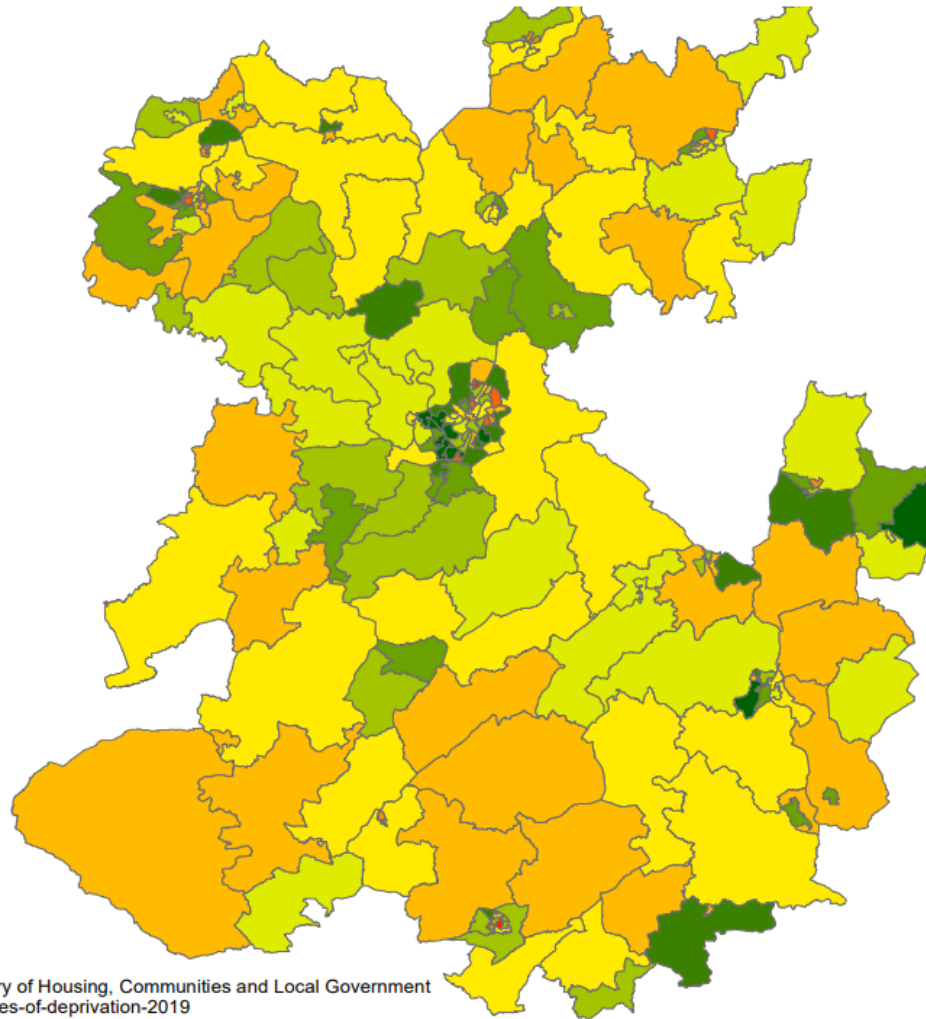 ry of Housing, Communities and Local Government
es-of-deprivation-2019